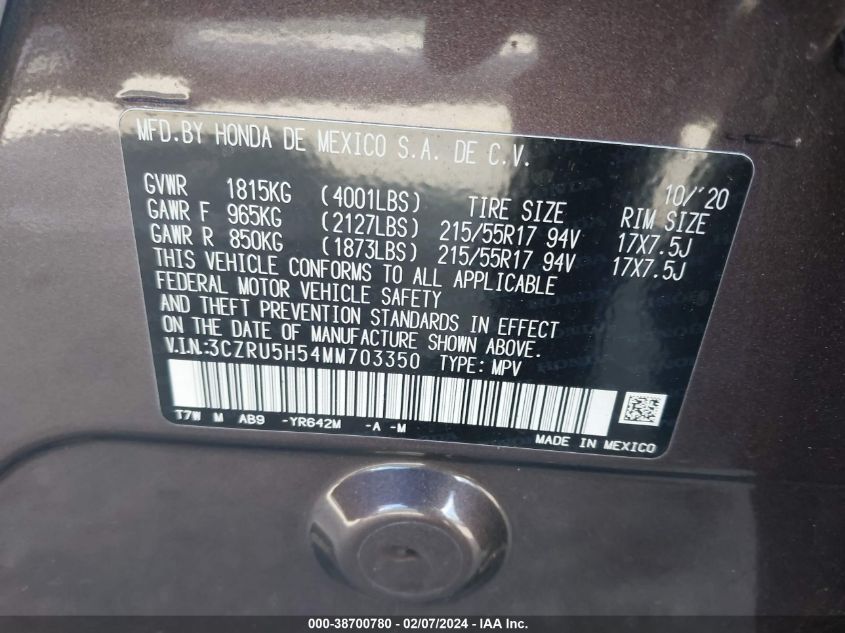 MFD.BY HONDA DE MEXICO S.A. DE C.V.
10/'20
GVWR 1815KG (4001LBS) TIRE SIZE RIM SIZE
GAWR F 965KG (2127LBS) 215/55R17 94V 17X7.5J
GAWR R 850KG (1873LBS) 215/55R17 94V 17X7.5J
THIS VEHICLE CONFORMS TO ALL APPLICABLE
FEDERAL MOTOR VEHICLE SAFETY
AND THEFT PREVENTION STANDARDS IN EFFECT
ON THE DATE OF MANUFACTURE SHOWN ABOVE.
V.I.N.:3CZRU5H54MM703350 TYPE: MPV
T7W M AB9 -YR642M -A -M
MADE IN MEXICO
000-38700780 - 02/07/2024 - IAA Inc.